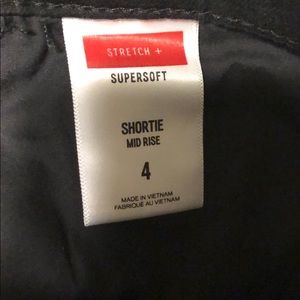 STRETCH +
SUPERSOFT
SHORTIE
MID RISE
4
MADE IN VIETNAM
FABRIQUÉ AU VIETNAM